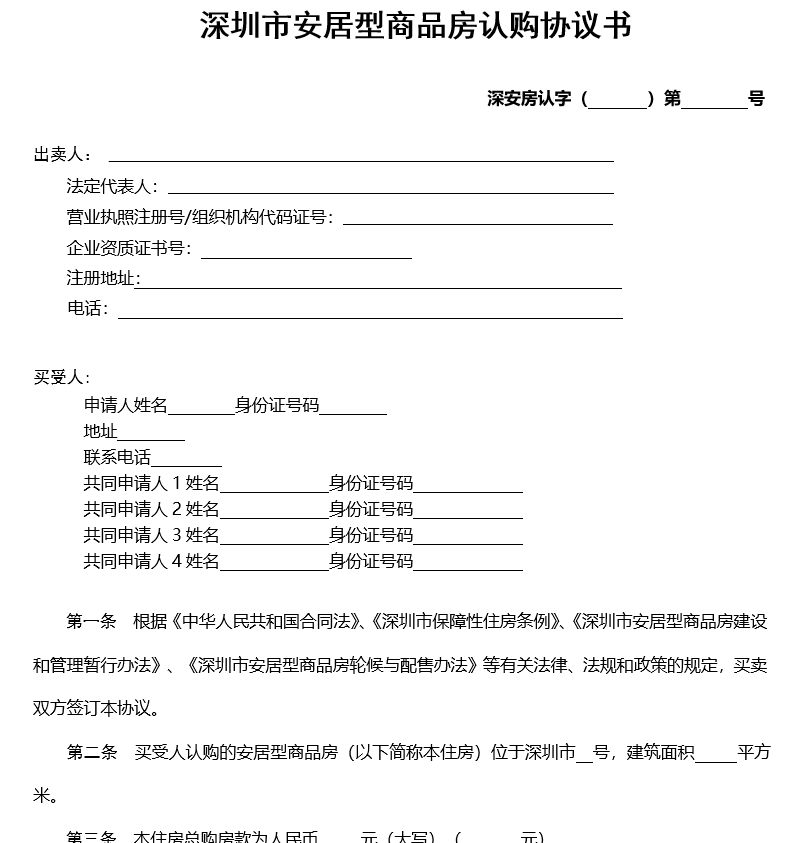 深圳市安居型商品房认购协议书
深安房认字（______）第_______号
出卖人：
法定代表人：
营业执照注册号/组织机构代码证号：
企业资质证书号：
注册地址：
电话：
买受人：
申请人姓名________身份证号码________
地址________
联系电话________
共同申请人 1 姓名_____________身份证号码_____________
共同申请人 2 姓名_____________身份证号码_____________
共同申请人 3 姓名_____________身份证号码_____________
共同申请人 4 姓名_____________身份证号码_____________
第一条　根据《中华人民共和国合同法》、《深圳市保障性住房条例》、《深圳市安居型商品房建设
和管理暂行办法》、《深圳市安居型商品房轮候与配售办法》等有关法律、法规和政策的规定，买卖
双方签订本协议。
第二条　买受人认购的安居型商品房（以下简称本住房）位于深圳市__号，建筑面积_____平方
米。
第三条　本住房总购房款为人民币_____元（大写）（_______元）